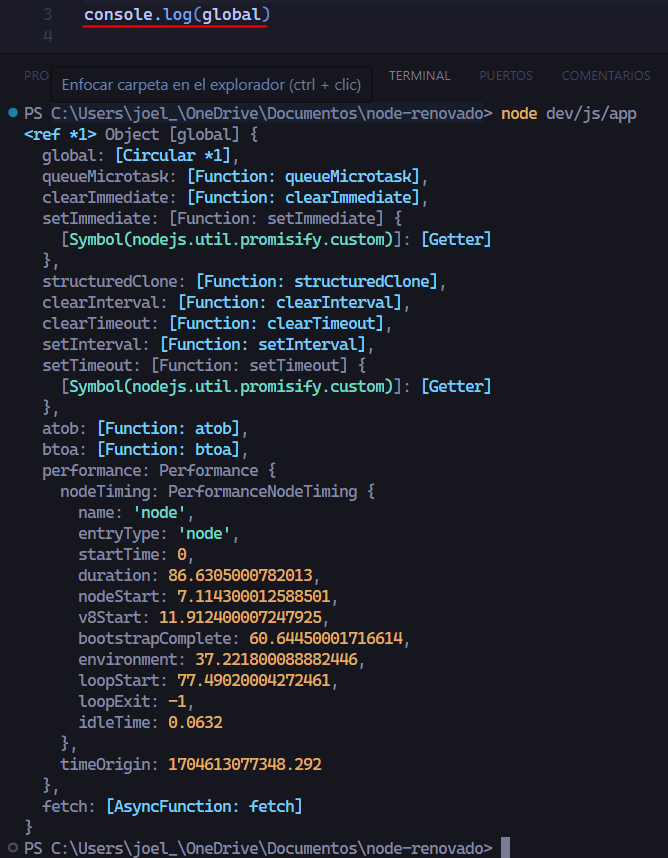 3 console.log(global)
4
PRO
Enfocar carpeta en el explorador (ctrl + clic)
TERMINAL PUERTOS COMENTARIOS
PS C:\Users\joel_\OneDrive\Documentos\node-renovado> node dev/js/app
<ref *1> Object [global] {
  global: [Circular *1],
  queueMicrotask: [Function: queueMicrotask],
  clearImmediate: [Function: clearImmediate],
  setImmediate: [Function: setImmediate] {
    [Symbol(nodejs.util.promisify.custom)]: [Getter]
  },
  structuredClone: [Function: structuredClone],
  clearInterval: [Function: clearInterval],
  clearTimeout: [Function: clearTimeout],
  setInterval: [Function: setInterval],
  setTimeout: [Function: setTimeout] {
    [Symbol(nodejs.util.promisify.custom)]: [Getter]
  },
  atob: [Function: atob],
  btoa: [Function: btoa],
  performance: Performance {
    nodeTiming: PerformanceNodeTiming {
      name: 'node',
      entryType: 'node',
      startTime: 0,
      duration: 86.6305000782013,
      nodeStart: 7.114300012588501,
      v8Start: 11.912400007247925,
      bootstrapComplete: 60.64450001716614,
      environment: 37.221800088882446,
      loopStart: 77.49020004272461,
      loopExit: -1,
      idleTime: 0.0632
    },
    timeOrigin: 1704613077348.292
  },
  fetch: [AsyncFunction: fetch]
}
PS C:\Users\joel_\OneDrive\Documentos\node-renovado>